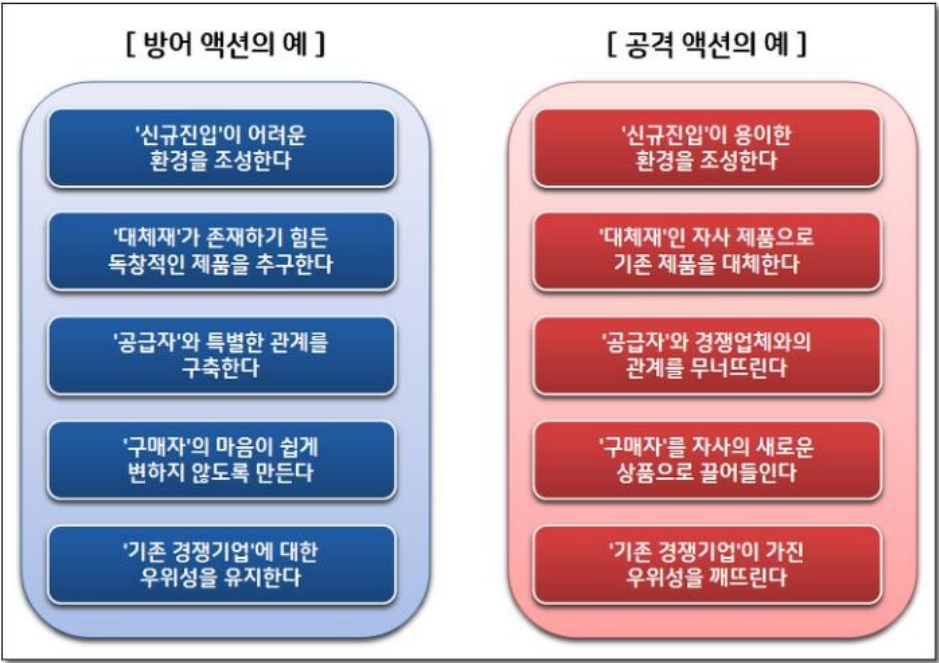 [ 방어 액션의 예 ]
'신규진입'이 어려운
환경을 조성한다
'대체재'가 존재하기 힘든
독창적인 제품을 추구한다
'공급자'와 특별한 관계를
구축한다
'구매자'의 마음이 쉽게
변하지 않도록 만든다
'기존 경쟁기업'에 대한
우위성을 유지한다
[ 공격 액션의 예 ]
'신규진입'이 용이한
환경을 조성한다
'대체재'인 자사 제품으로
기존 제품을 대체한다
'공급자'와 경쟁업체와의
관계를 무너뜨린다
'구매자'를 자사의 새로운
상품으로 끌어들인다
'기존 경쟁기업'이 가진
우위성을 깨뜨린다